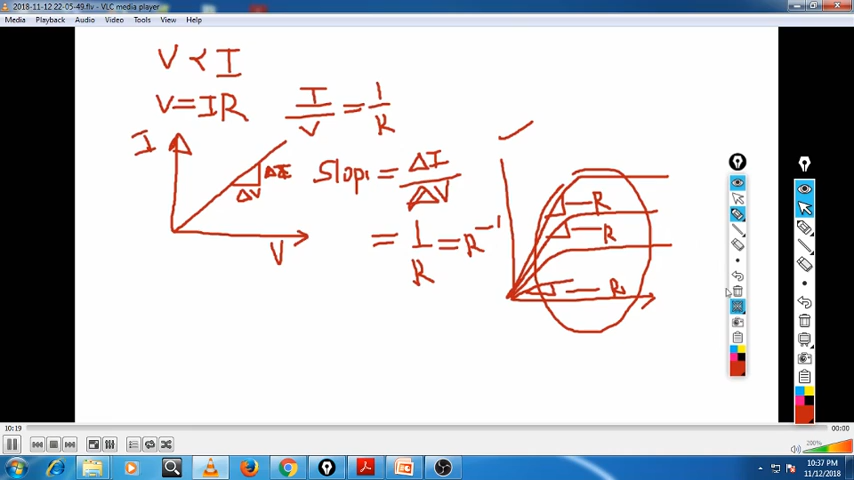 2018-11-12 22-05-49.flv - VLC media player
Media Playback Audio Video Tools View Help
V ∝ I
V=IR I/V = 1/R
I
ΔI
ΔV
V
Slope = ΔI/ΔV
= 1/R = R⁻¹
R
R
R
10:19 00:00
200%
10:37 PM
11/12/2018